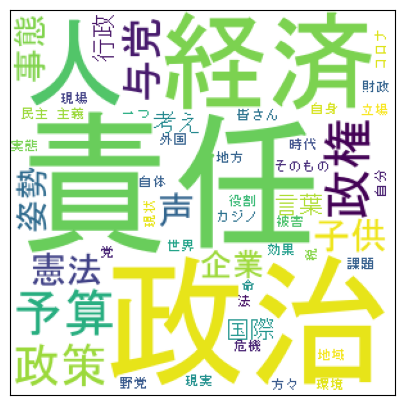 事態
人
行政
与党
経済
コロナ
財政
現場
民主 主義
一つ
考え
皆さん
自身
立場
外国
実態
責任
時代
地方
そのもの
政権
自分
姿勢
自体
声
現状
役割
カジノ
言葉
被害
子供
世界
効果
税
党
憲法
企業
課題
命
政治
予算
法
国際
危機
政策
地域
野党
現実
方々
環境